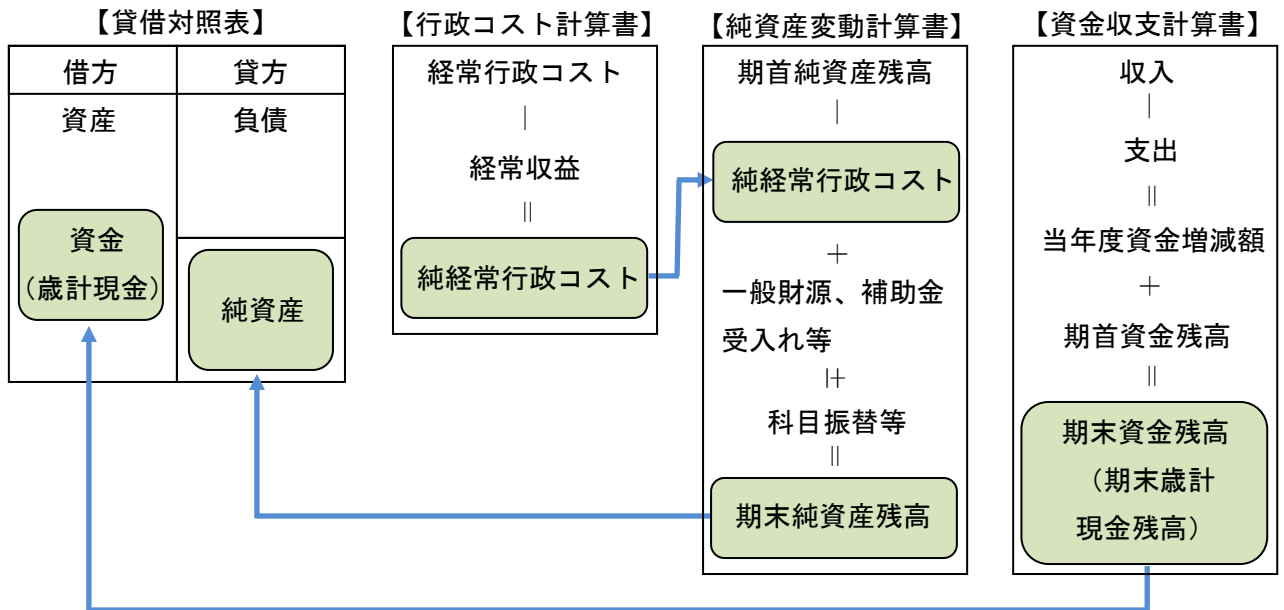 【貸借対照表】
借方
貸方
資産
負債
資金
(歳計現金)
純資産
【行政コスト計算書】
経常行政コスト
|
経常収益
||
純経常行政コスト
【純資産変動計算書】
期首純資産残高
|
純経常行政コスト
+
一般財源、補助金
受入れ等
|+
科目振替等
||
期末純資産残高
【資金収支計算書】
収入
|
支出
||
当年度資金増減額
+
期首資金残高
||
期末資金残高
(期末歳計
現金残高)